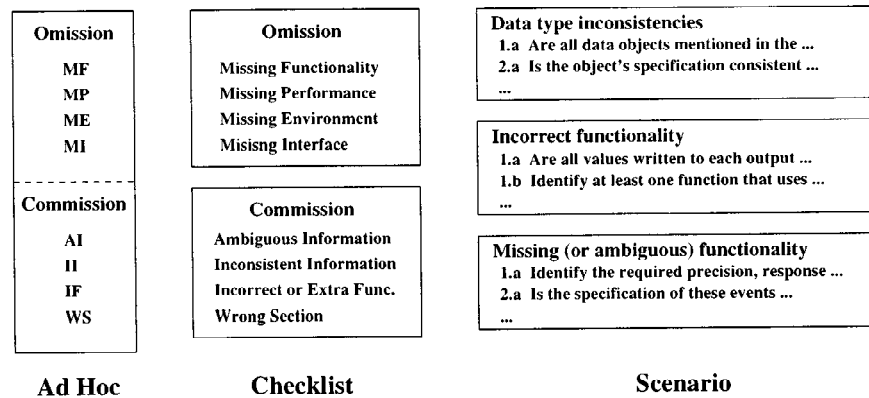 Omission
MF
MP
ME
MI
Commission
AI
II
IF
WS
Ad Hoc
Omission
Missing Functionality
Missing Performance
Missing Environment
Misisng Interface
Commission
Ambiguous Information
Inconsistent Information
Incorrect or Extra Func.
Wrong Section
Checklist
Data type inconsistencies
1.a Are all data objects mentioned in the ...
2.a Is the object's specification consistent ...
...
Incorrect functionality
1.a Are all values written to each output ...
1.b Identify at least one function that uses ...
...
Missing (or ambiguous) functionality
1.a Identify the required precision, response ...
2.a Is the specification of these events ...
...
Scenario